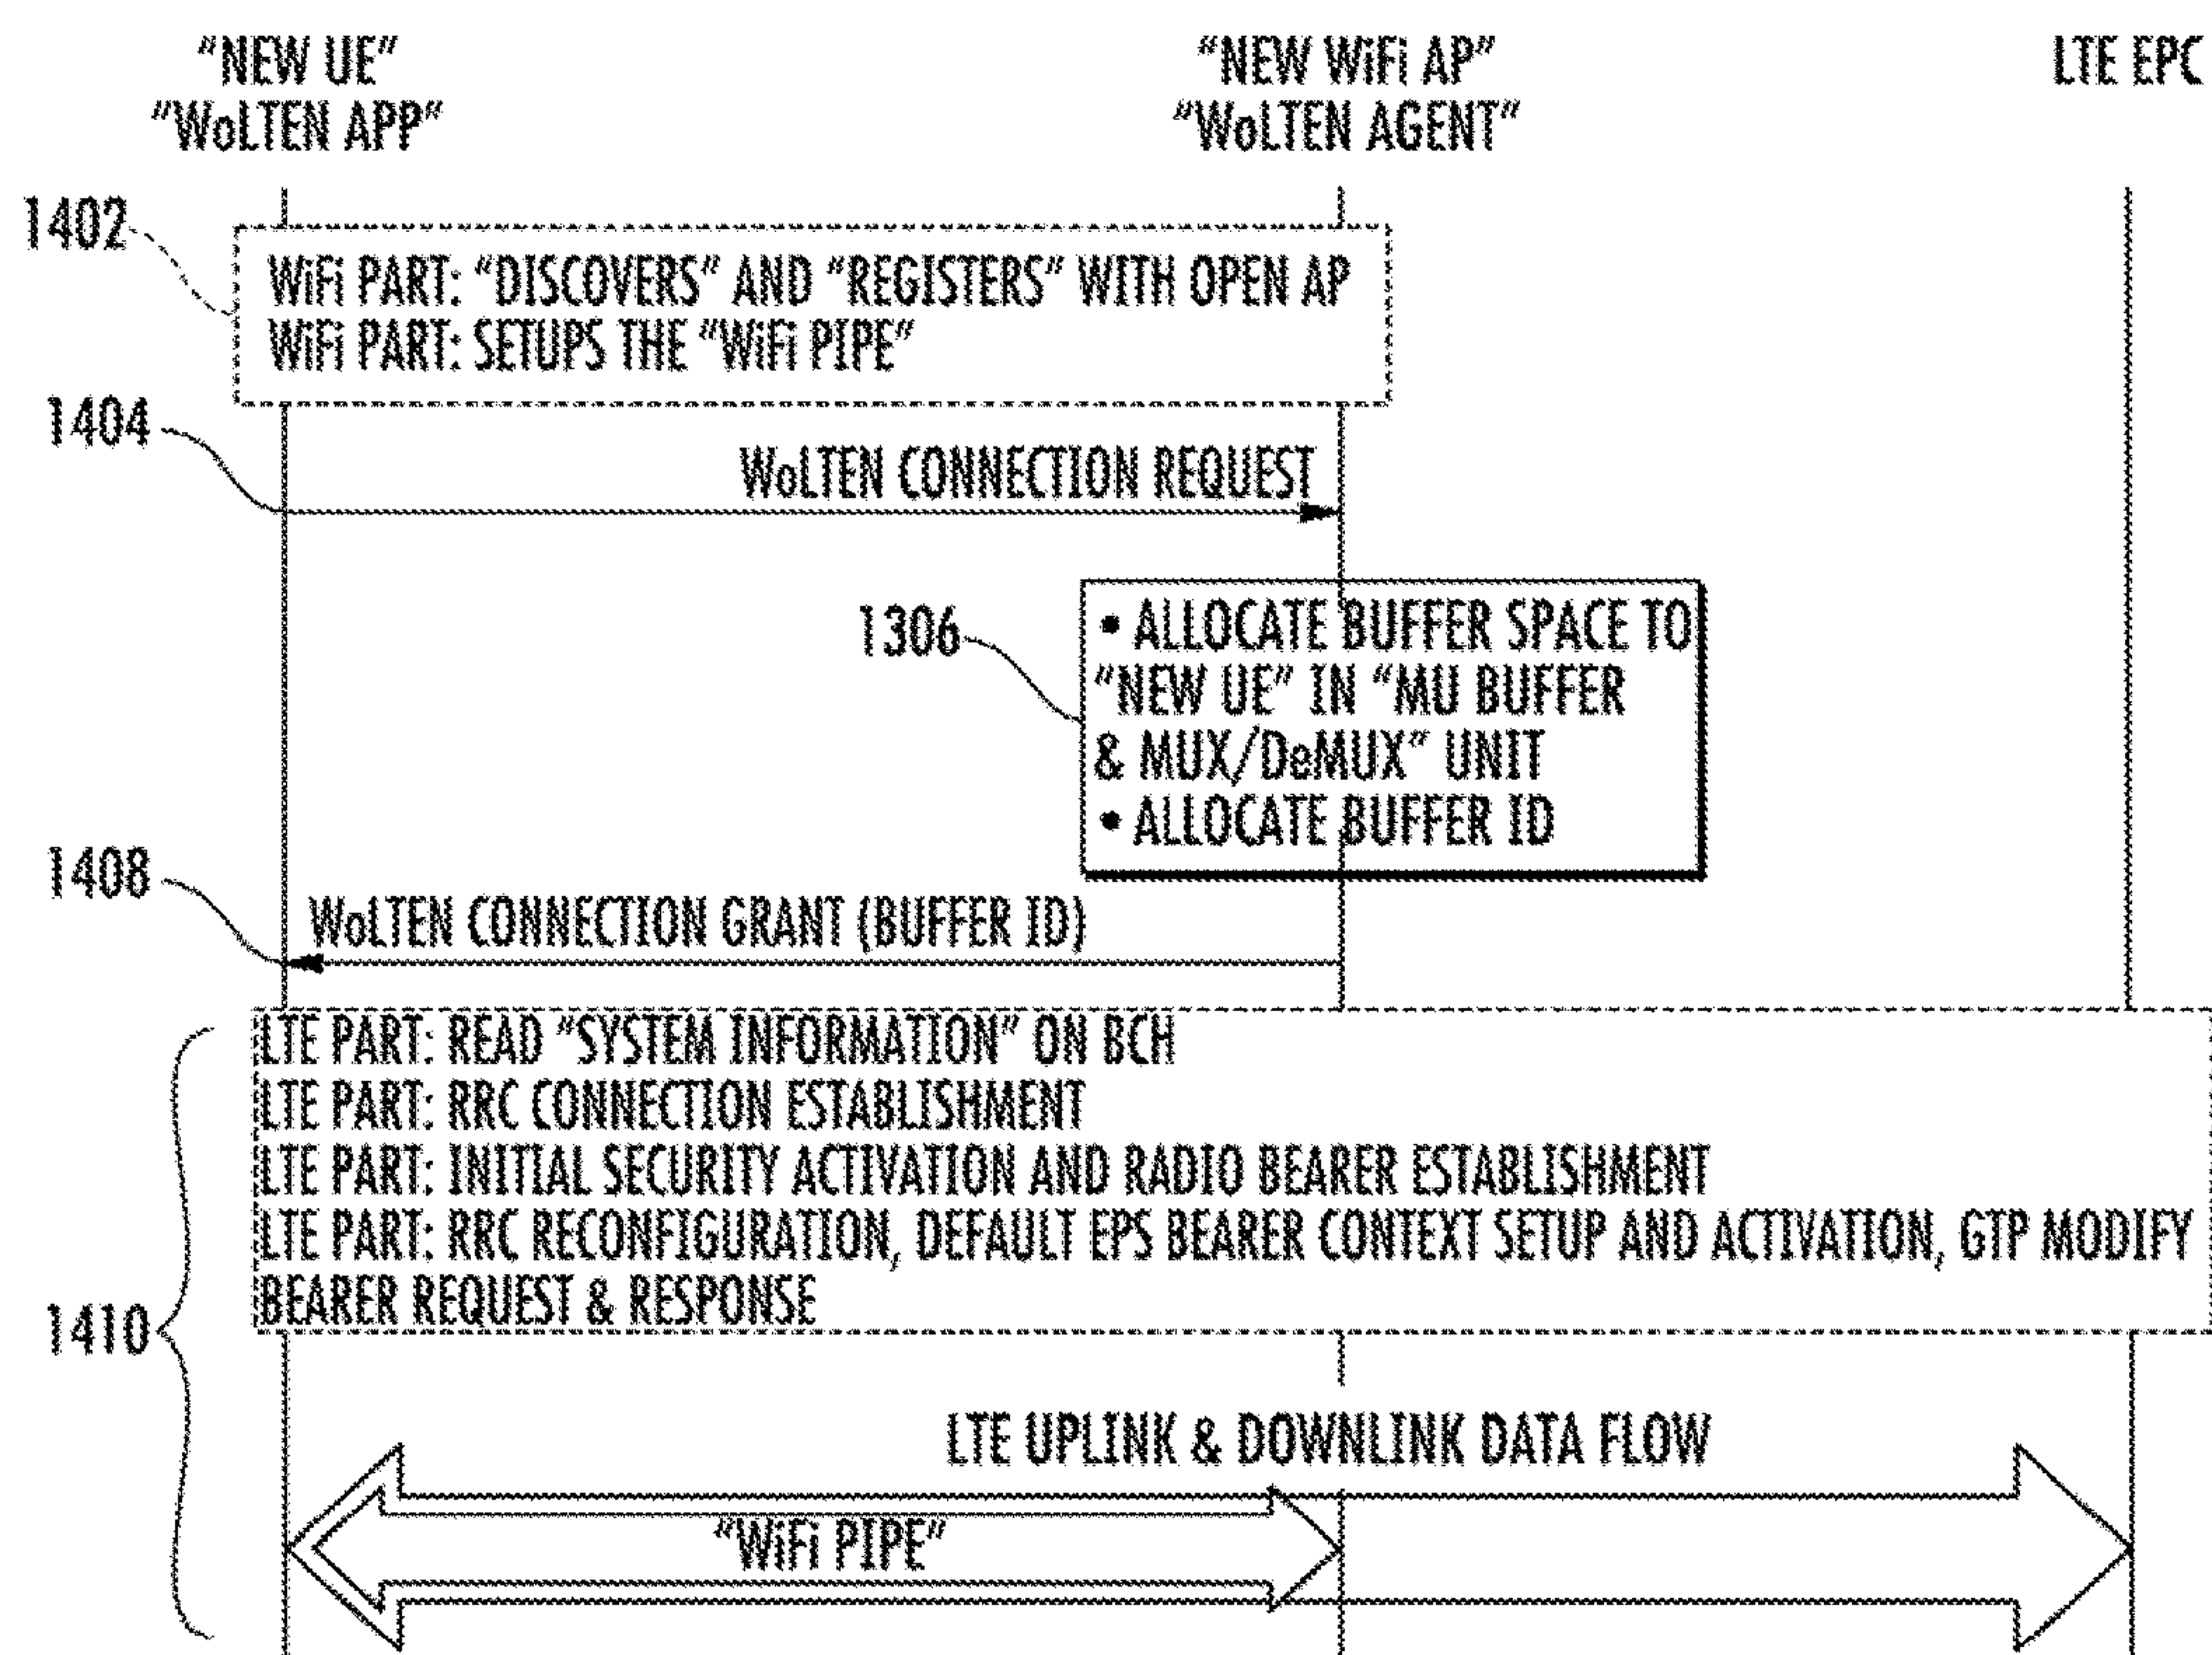 “NEW UE”
“WoLTEN APP”
“NEW WiFi AP”
“WoLTEN AGENT”
LTE EPC
1402
WiFi PART: “DISCOVERS” AND “REGISTERS” WITH OPEN AP
WiFi PART: SETUPS THE “WiFi PIPE”
1404
WoLTEN CONNECTION REQUEST
1306
• ALLOCATE BUFFER SPACE TO
“NEW UE” IN “MU BUFFER
& MUX/DeMUX” UNIT
• ALLOCATE BUFFER ID
1408
WoLTEN CONNECTION GRANT (BUFFER ID)
1410
LTE PART: READ “SYSTEM INFORMATION” ON BCH
LTE PART: RRC CONNECTION ESTABLISHMENT
LTE PART: INITIAL SECURITY ACTIVATION AND RADIO BEARER ESTABLISHMENT
LTE PART: RRC RECONFIGURATION, DEFAULT EPS BEARER CONTEXT SETUP AND ACTIVATION, GTP MODIFY
BEARER REQUEST & RESPONSE
LTE UPLINK & DOWNLINK DATA FLOW
“WiFi PIPE”